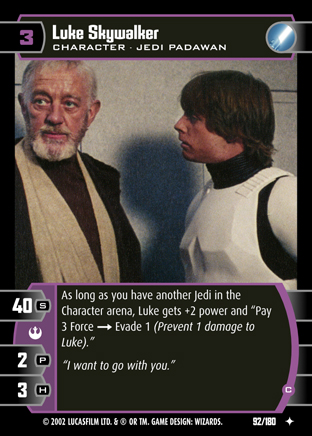 3
Luke Skywalker
CHARACTER · JEDI PADAWAN
40 S
As long as you have another Jedi in the
Character arena, Luke gets +2 power and “Pay
3 Force → Evade 1 (Prevent 1 damage to
Luke).”
2 P
“I want to go with you.”
3 H
C
© 2002 LUCASFILM LTD. & ® OR TM. GAME DESIGN: WIZARDS. 92/180